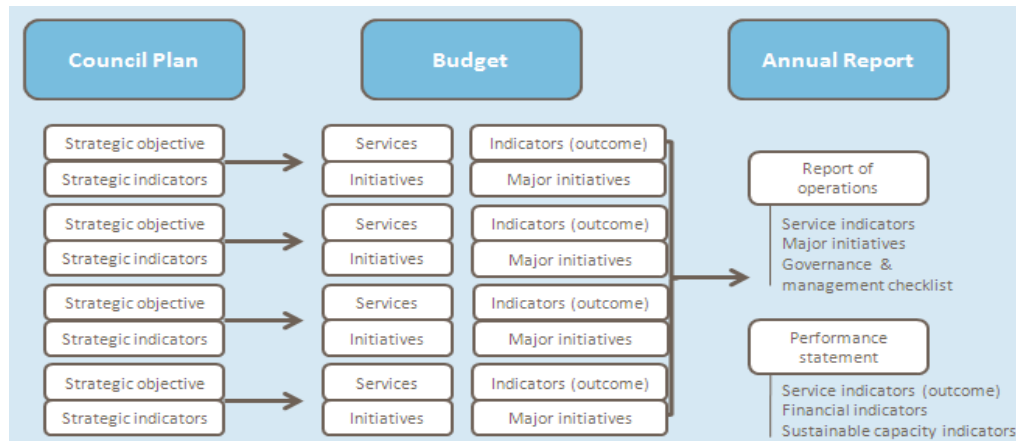 Council Plan
Budget
Annual Report
Strategic objective
Strategic indicators
Services
Initiatives
Indicators (outcome)
Major initiatives
Strategic objective
Strategic indicators
Services
Initiatives
Indicators (outcome)
Major initiatives
Strategic objective
Strategic indicators
Services
Initiatives
Indicators (outcome)
Major initiatives
Strategic objective
Strategic indicators
Services
Initiatives
Indicators (outcome)
Major initiatives
Report of
operations
Service indicators
Major initiatives
Governance &
management checklist
Performance
statement
Service indicators (outcome)
Financial indicators
Sustainable capacity indicators